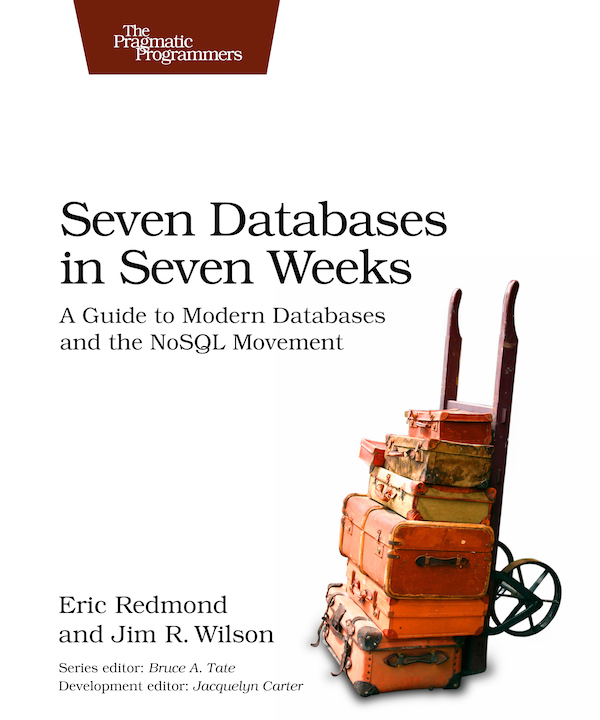 The
Pragmatic
Programmers
Seven Databases
in Seven Weeks
A Guide to Modern Databases
and the NoSQL Movement
Eric Redmond
and Jim R. Wilson
Series editor: Bruce A. Tate
Development editor: Jacquelyn Carter